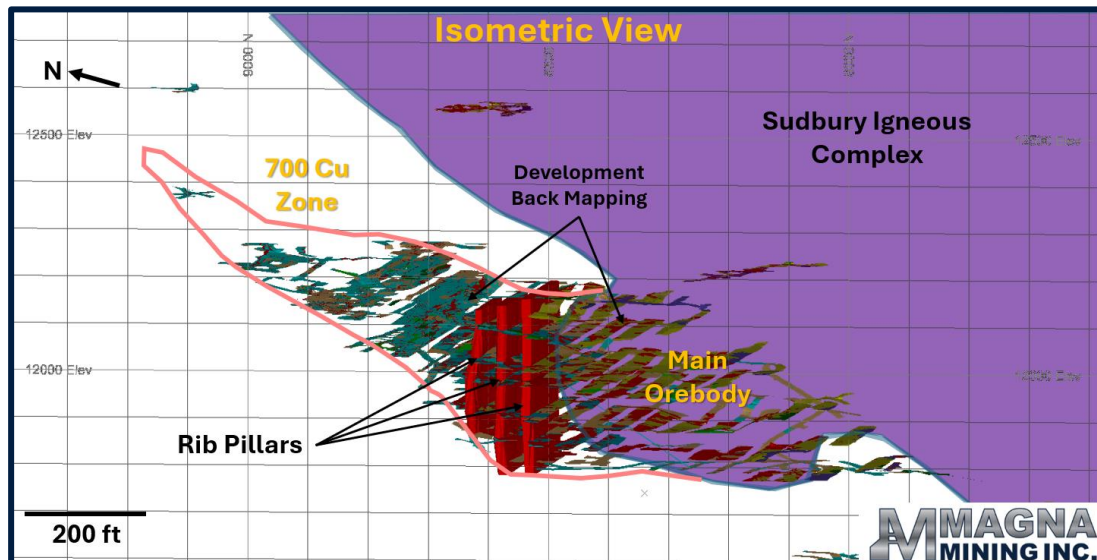 Isometric View
N
12500 Elev
700 Cu
Zone
Development
Back Mapping
Sudbury Igneous
Complex
12000 Elev
Main
Orebody
Rib Pillars
200 ft
MAGNA
MINING INC.